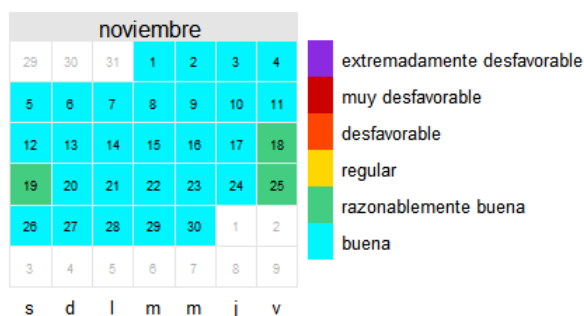 noviembre
29 30 31 1 2 3 4
5 6 7 8 9 10 11
12 13 14 15 16 17 18
19 20 21 22 23 24 25
26 27 28 29 30 1 2
3 4 5 6 7 8 9
s d l m m j v
extremadamente desfavorable
muy desfavorable
desfavorable
regular
razonablemente buena
buena